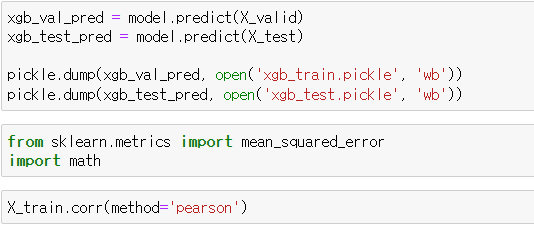 xgb_val_pred = model.predict(X_valid)
xgb_test_pred = model.predict(X_test)
pickle.dump(xgb_val_pred, open('xgb_train.pickle', 'wb'))
pickle.dump(xgb_test_pred, open('xgb_test.pickle', 'wb'))
from sklearn.metrics import mean_squared_error
import math
X_train.corr(method='pearson')